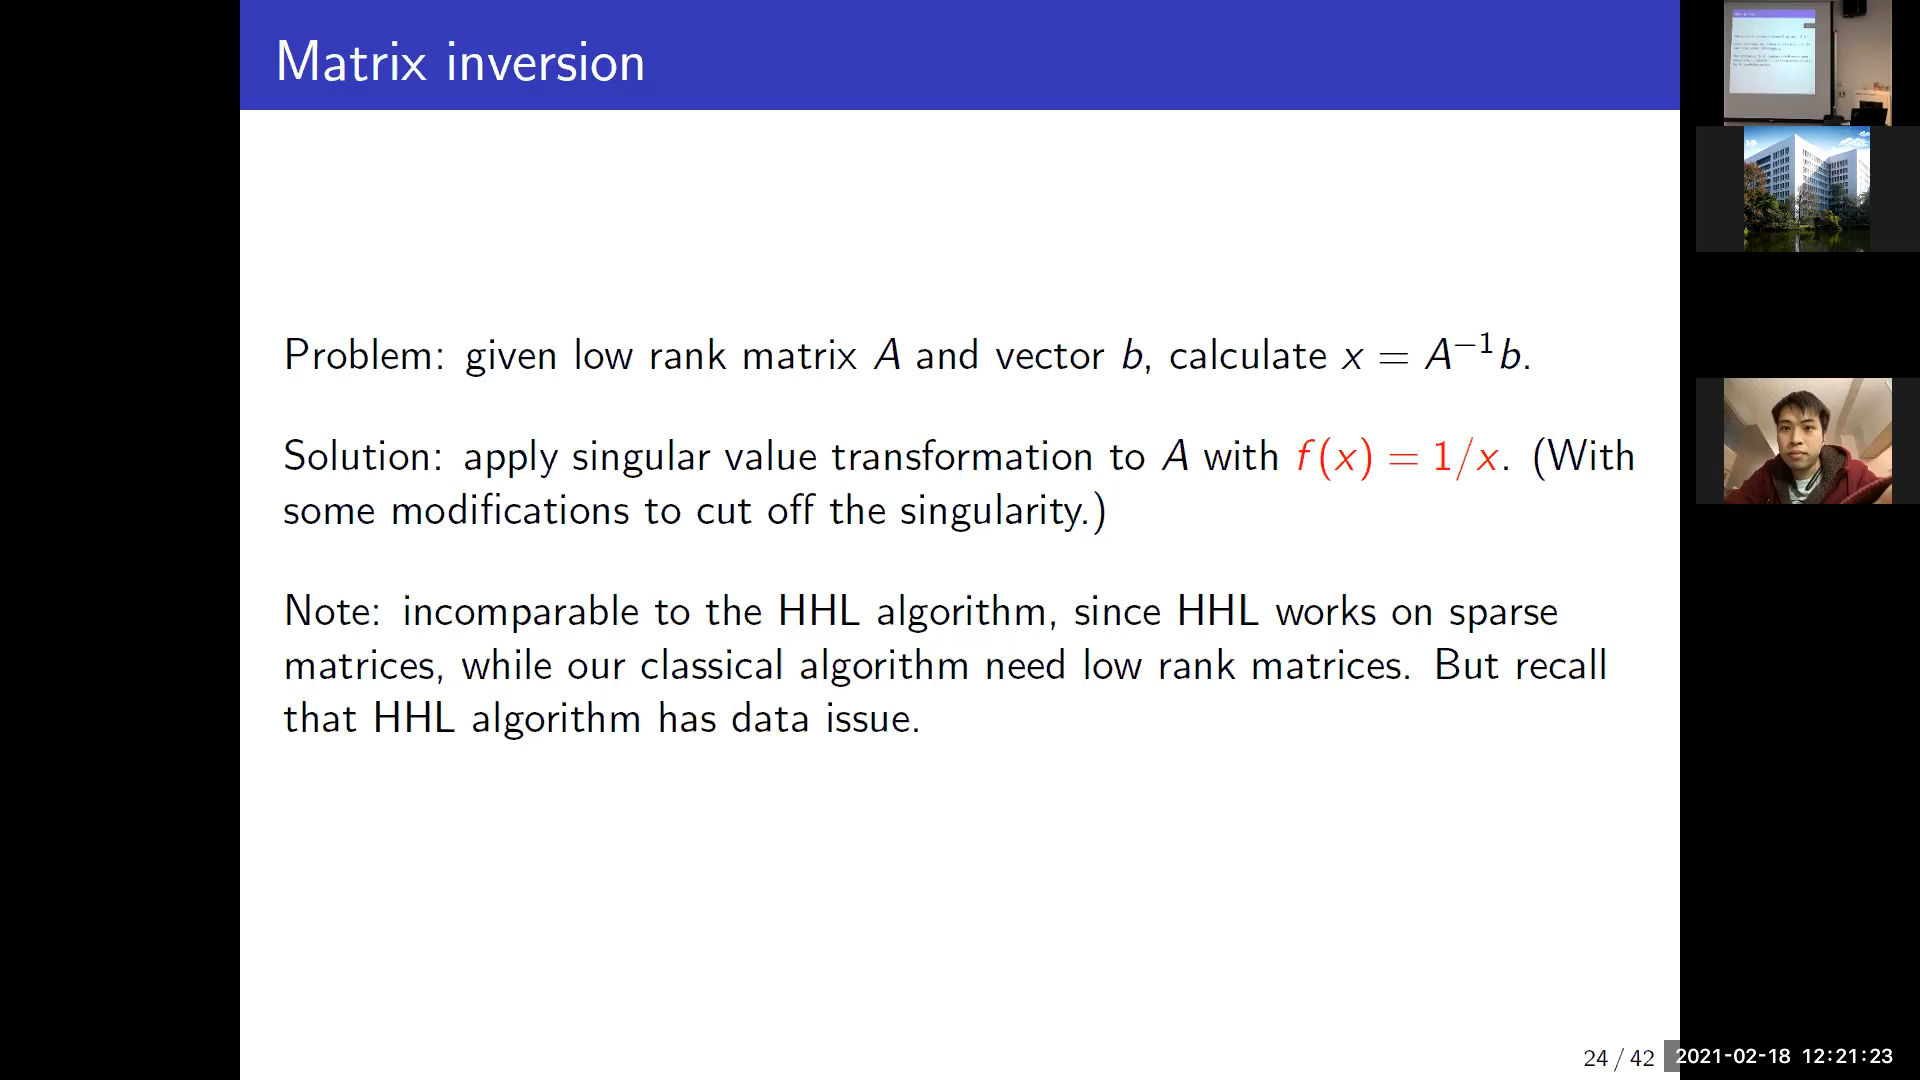 Matrix inversion
Problem: given low rank matrix A and vector b, calculate x = A⁻¹b.
Solution: apply singular value transformation to A with f(x) = 1/x. (With
some modifications to cut off the singularity.)
Note: incomparable to the HHL algorithm, since HHL works on sparse
matrices, while our classical algorithm need low rank matrices. But recall
that HHL algorithm has data issue.
24 / 42
2021-02-18 12:21:23